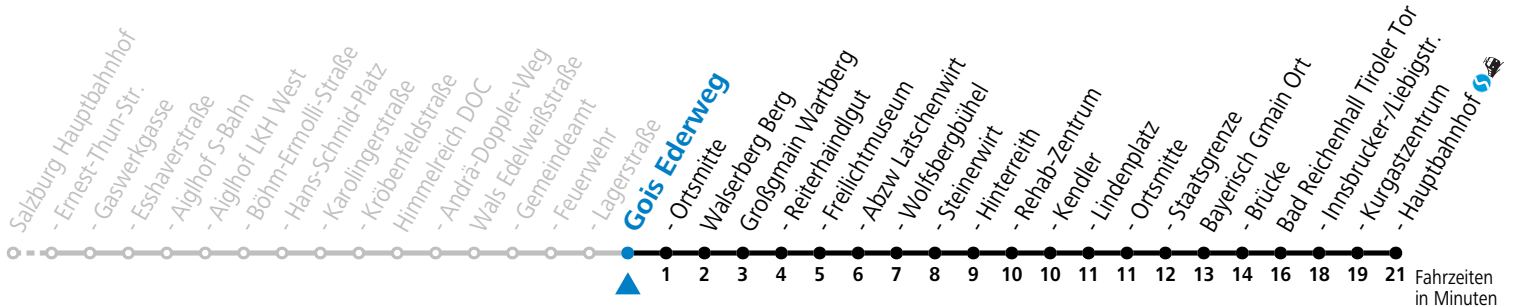 Salzburg Hauptbahnhof
- Ernest-Thun-Str.
- Gaswerkgasse
- Esshaverstraße
- Aiglhof S-Bahn
- Aiglhof LKH West
- Böhm-Ermolli-Straße
- Hans-Schmid-Platz
- Karolingerstraße
- Kröbenfeldstraße
Himmelreich DOC
- Andrä-Doppler-Weg
Wals Edelweißstraße
- Gemeindeamt
- Feuerwehr
- Lagerstraße
Gois Ederweg
- Ortsmitte
Walserberg Berg
Großgmain Wartberg
- Reiterhaindlgut
- Freilichtmuseum
- Abzw Latschenwirt
- Wolfsbergbühel
- Steinerwirt
- Hinterreith
- Rehab-Zentrum
- Kendler
- Lindenplatz
- Ortsmitte
- Staatsgrenze
Bayerisch Gmain Ort
- Brücke
Bad Reichenhall Tiroler Tor
- Innsbrucker-/Liebigstr.
- Kurgastzentrum
- Hauptbahnhof
1 2 3 4 5 6 7 8 9 10 10 11 11 12 13 14 16 18 19 21
Fahrzeiten
in Minuten